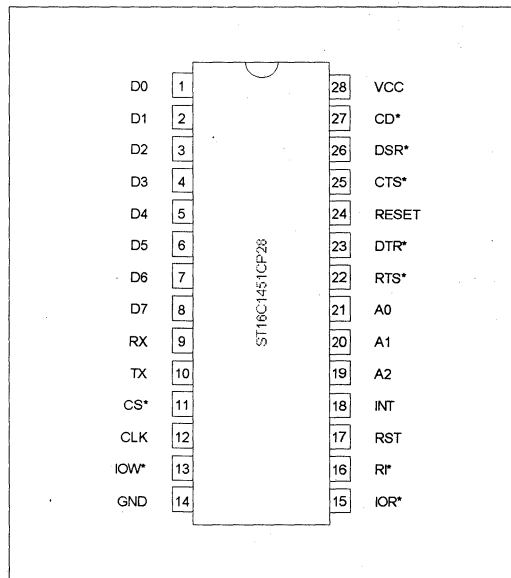 D0 1 28 VCC
D1 2 27 CD*
D2 3 26 DSR*
D3 4 25 CTS*
D4 5 24 RESET
D5 6 23 DTR*
D6 7 22 RTS*
D7 8 21 A0
RX 9 20 A1
TX 10 19 A2
CS* 11 18 INT
CLK 12 17 RST
IOW* 13 16 RI*
GND 14 15 IOR*
ST16C1451CP28